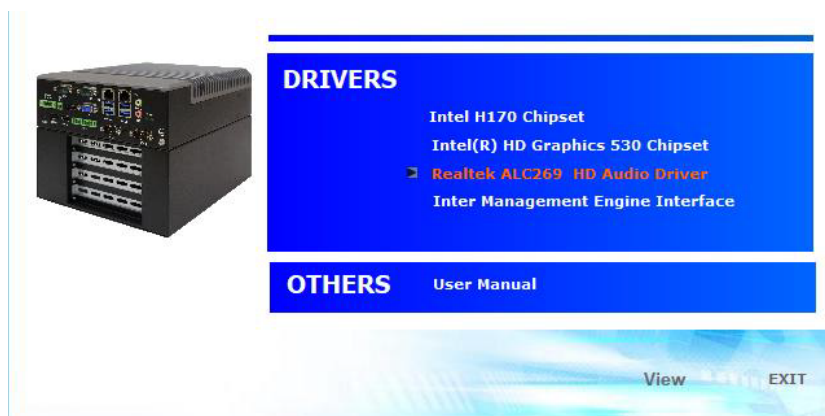 DRIVERS
Intel H170 Chipset
Intel(R) HD Graphics 530 Chipset
Realtek ALC269 HD Audio Driver
Inter Management Engine Interface
OTHERS
User Manual
View
EXIT